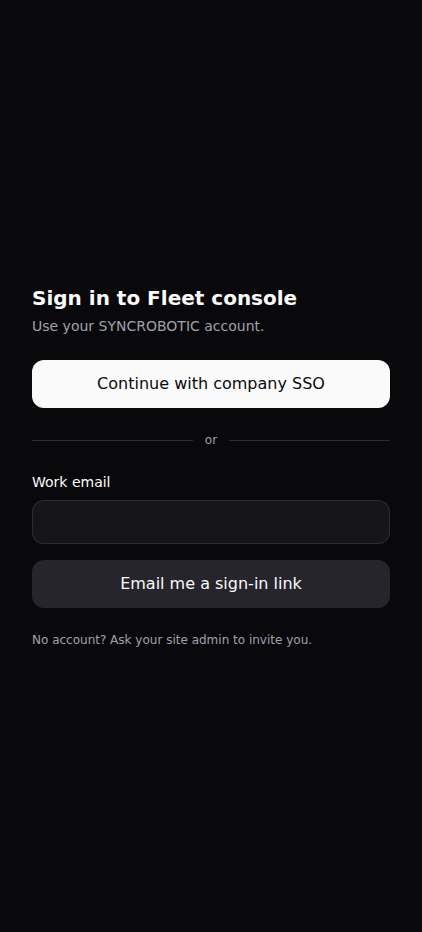 Sign in to Fleet console
Use your SYNCROBOTIC account.
Continue with company SSO
or
Work email
Email me a sign-in link
No account? Ask your site admin to invite you.